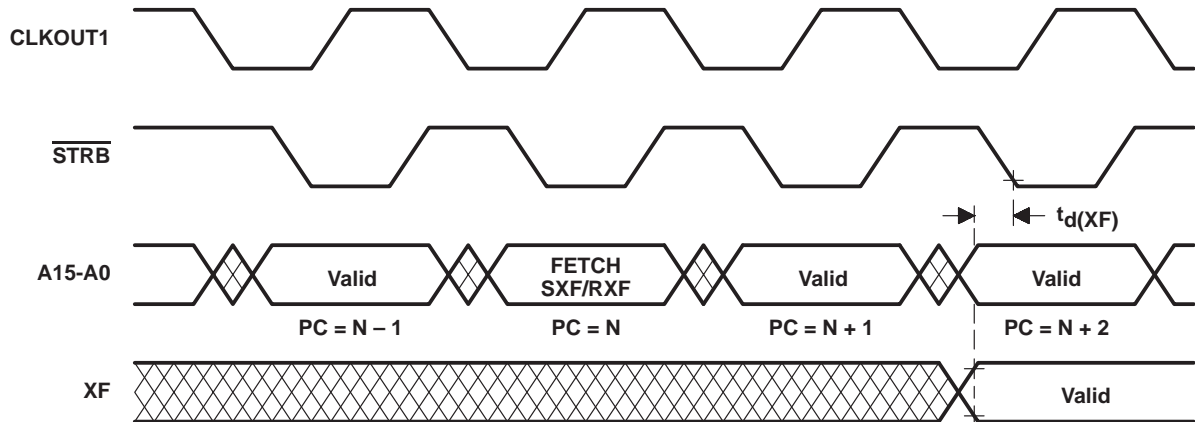 CLKOUT1
STRB
td(XF)
A15-A0
Valid
FETCH
SXF/RXF
Valid
Valid
PC = N – 1
PC = N
PC = N + 1
PC = N + 2
XF
Valid